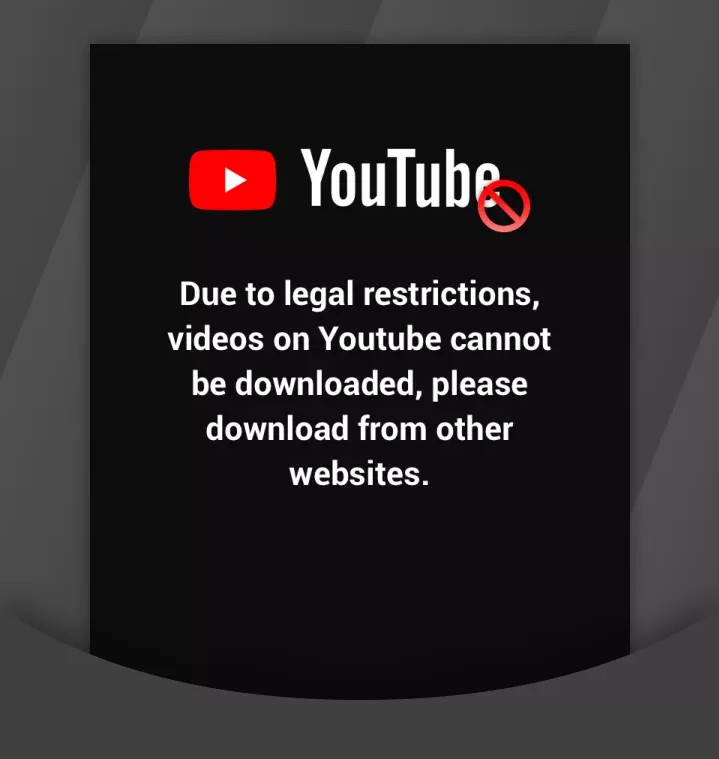 YouTube
Due to legal restrictions,
videos on Youtube cannot
be downloaded, please
download from other
websites.